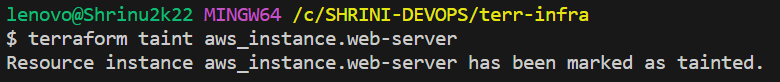 lenovo@Shrinu2k22 MINGW64 /c/SHRINI-DEVOPS/terr-infra
$ terraform taint aws_instance.web-server
Resource instance aws_instance.web-server has been marked as tainted.